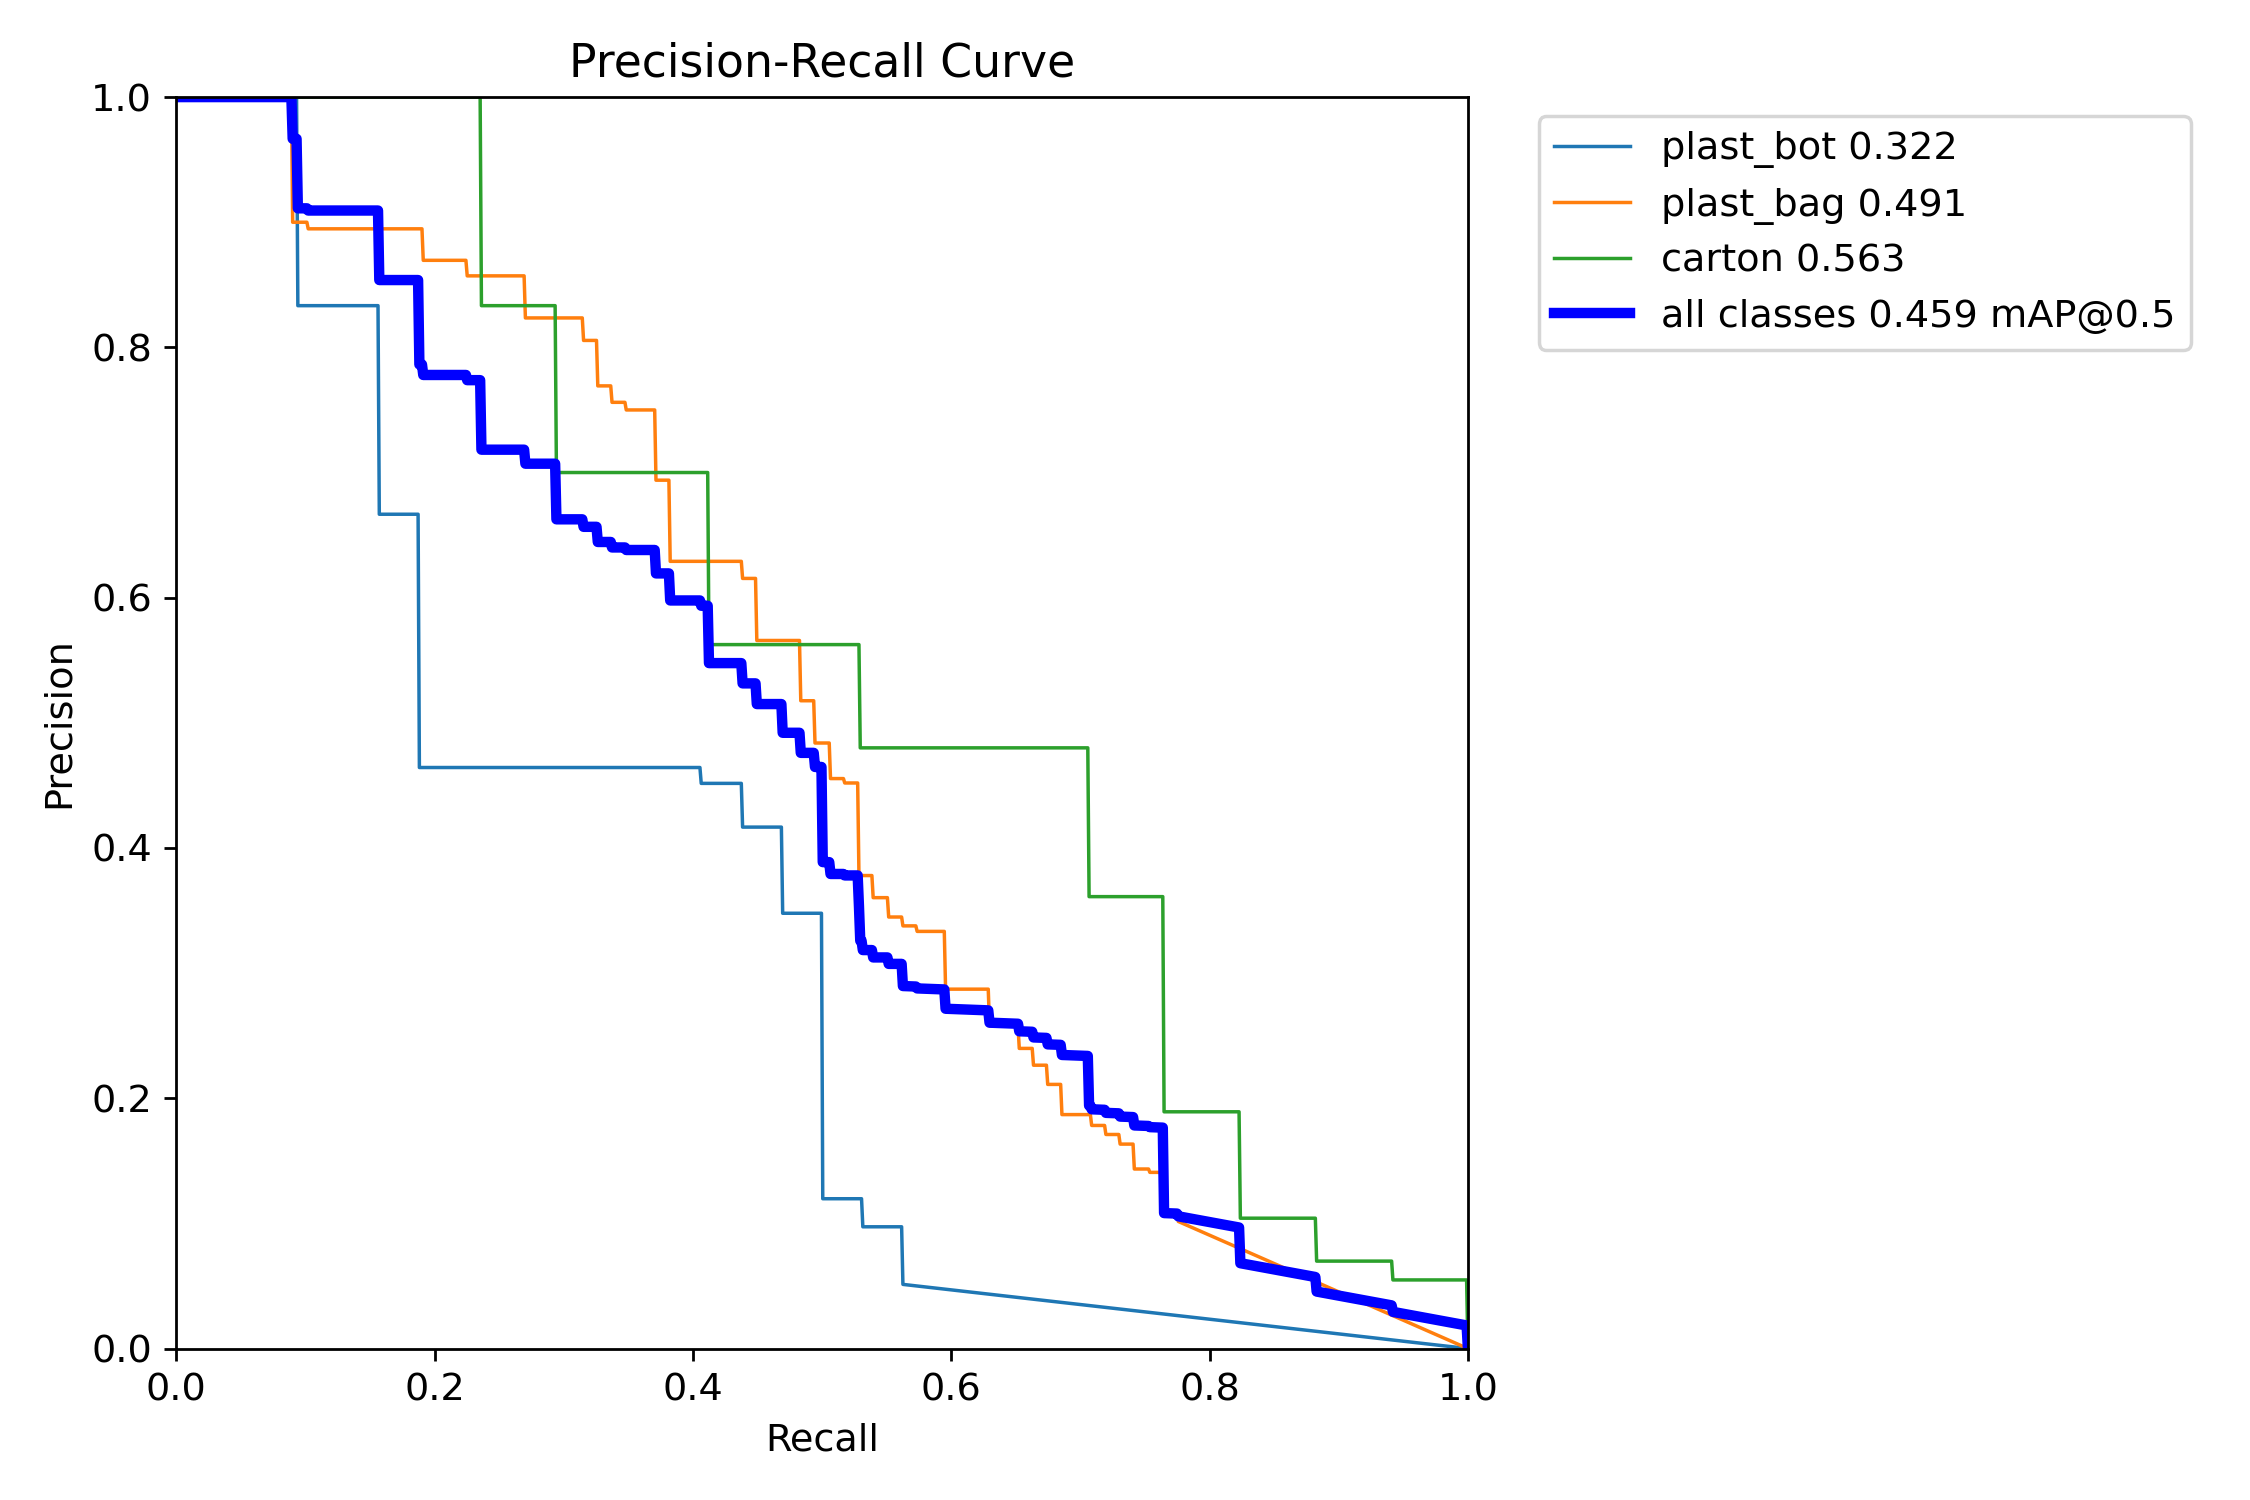 Precision-Recall Curve
1.0
0.8
0.6
0.4
0.2
0.0
Precision
0.0 0.2 0.4 0.6 0.8 1.0
Recall
plast_bot 0.322
plast_bag 0.491
carton 0.563
all classes 0.459 mAP@0.5